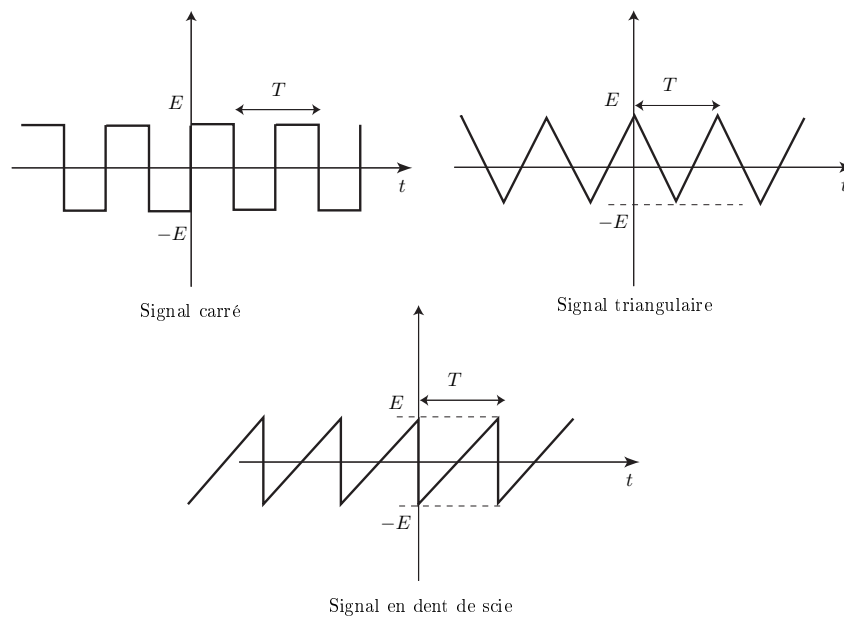 E
T
t
−E
Signal carré
E
T
t
−E
Signal triangulaire
E
T
t
−E
Signal en dent de scie